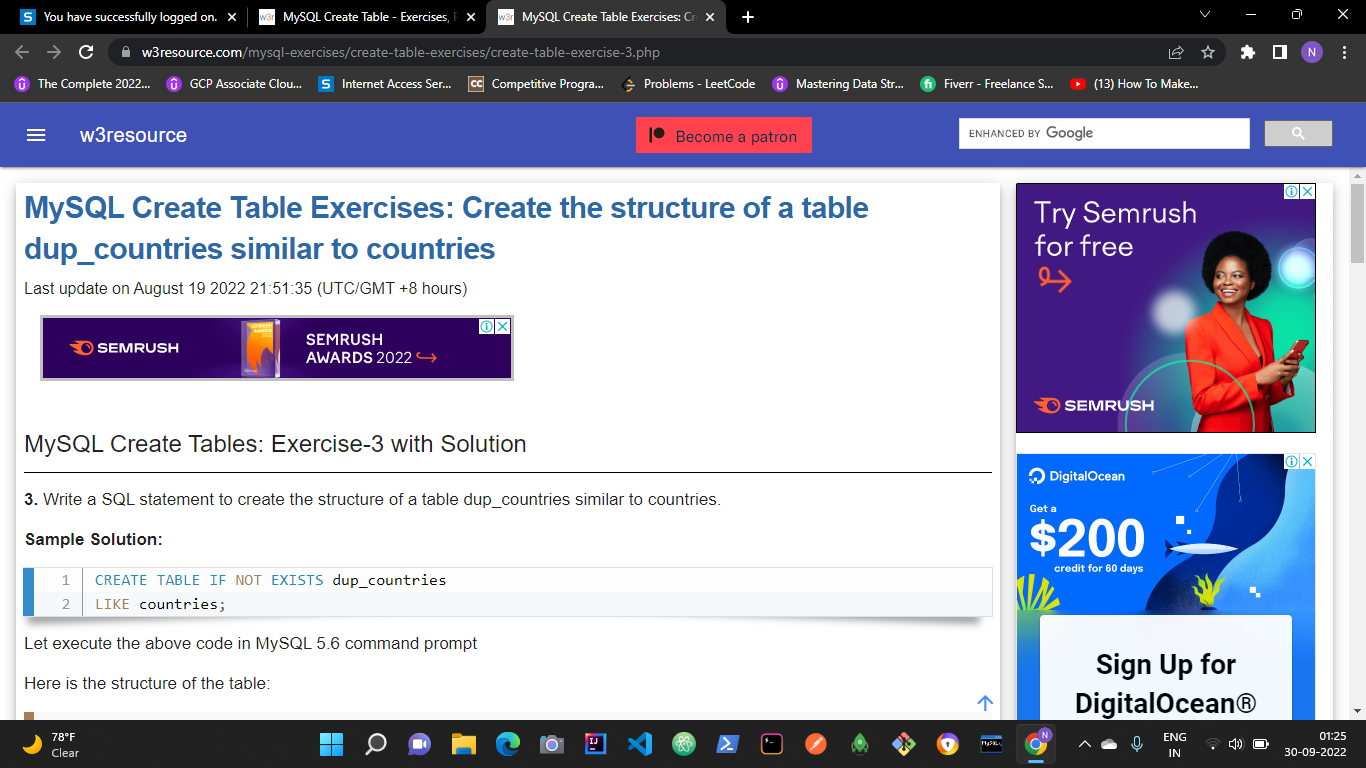 You have successfully logged on.
MySQL Create Table - Exercises,
MySQL Create Table Exercises: Cr
w3resource.com/mysql-exercises/create-table-exercises/create-table-exercise-3.php
N
The Complete 2022...
GCP Associate Clou...
Internet Access Ser...
CC Competitive Progra...
Problems - LeetCode
Mastering Data Str...
Fiverr - Freelance S...
(13) How To Make...
w3resource
Become a patron
ENHANCED BY Google
MySQL Create Table Exercises: Create the structure of a table
dup_countries similar to countries
Last update on August 19 2022 21:51:35 (UTC/GMT +8 hours)
SEMRUSH
SEMRUSH
AWARDS 2022
MySQL Create Tables: Exercise-3 with Solution
3. Write a SQL statement to create the structure of a table dup_countries similar to countries.
Sample Solution:
1 CREATE TABLE IF NOT EXISTS dup_countries
2 LIKE countries;
Let execute the above code in MySQL 5.6 command prompt
Here is the structure of the table:
Try Semrush
for free
SEMRUSH
DigitalOcean
Get a
$200
credit for 60 days
Sign Up for
DigitalOcean®
78°F
Clear
ENG
IN
01:25
30-09-2022